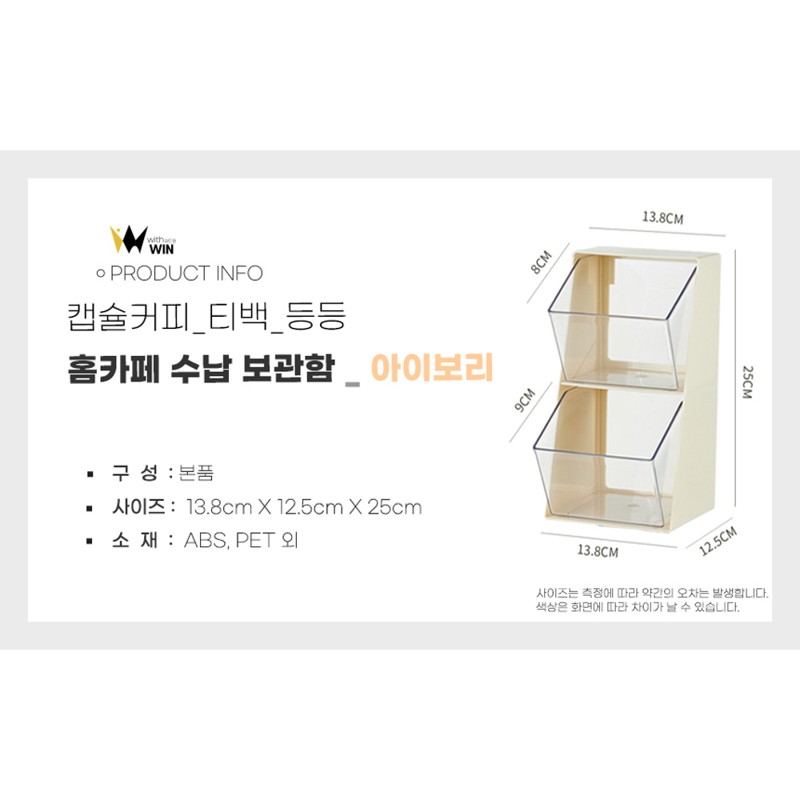 withare
WIN
PRODUCT INFO
캡슐커피_티백_등등
홈카페 수납 보관함 _ 아이보리
▪ 구 성 : 본품
▪ 사이즈 : 13.8cm X 12.5cm X 25cm
▪ 소 재 : ABS, PET 외
13.8CM
8CM
25CM
9CM
13.8CM
12.5CM
사이즈는 측정에 따라 약간의 오차는 발생합니다.
색상은 화면에 따라 차이가 날 수 있습니다.